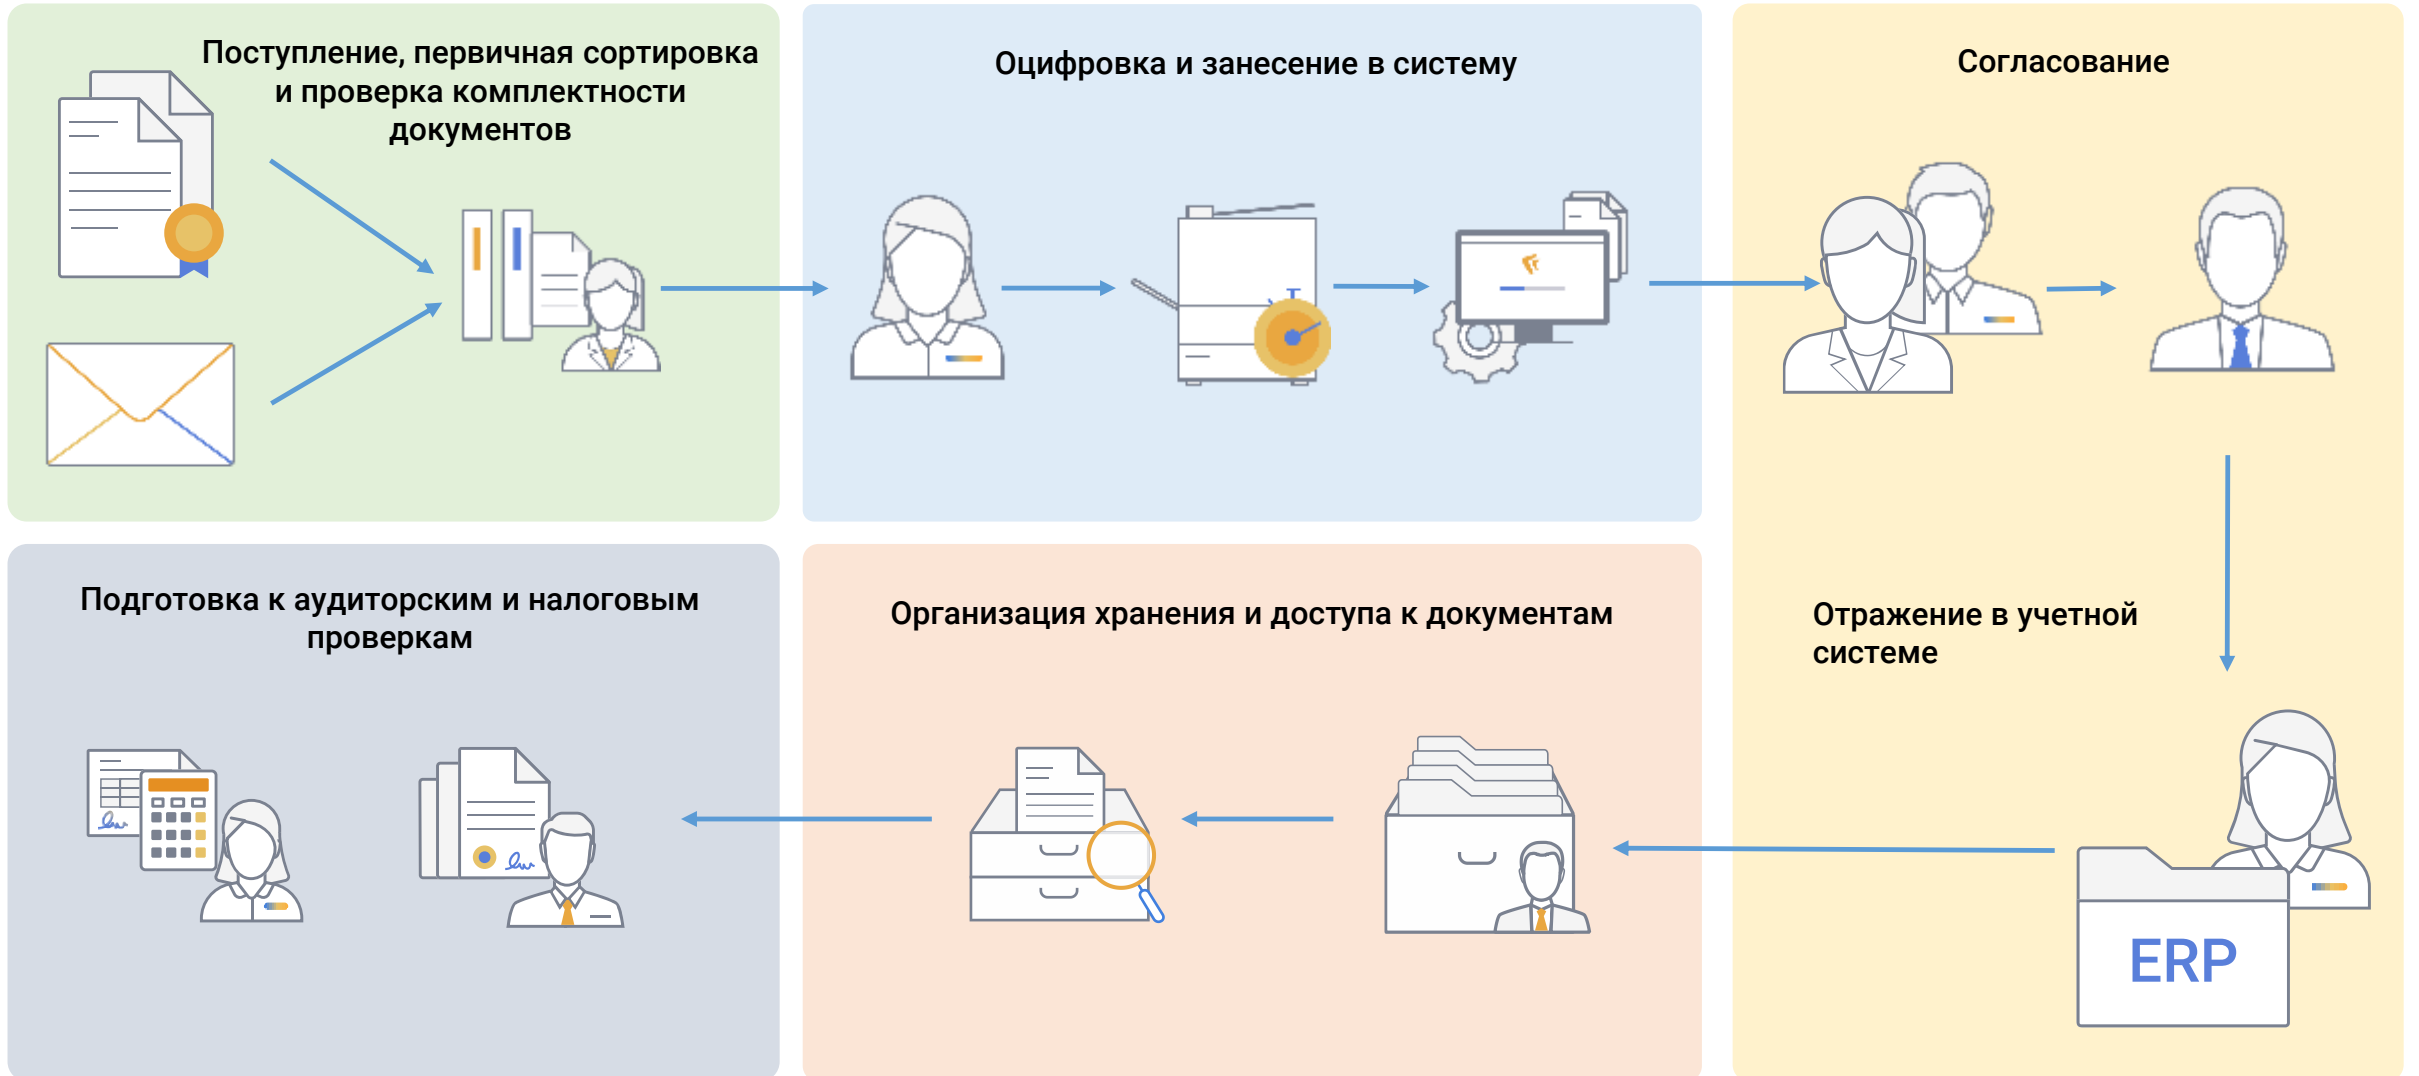 Поступление, первичная сортировка
и проверка комплектности
документов
Оцифровка и занесение в систему
Согласование
Отражение в учетной
системе
ERP
Организация хранения и доступа к документам
Подготовка к аудиторским и налоговым
проверкам